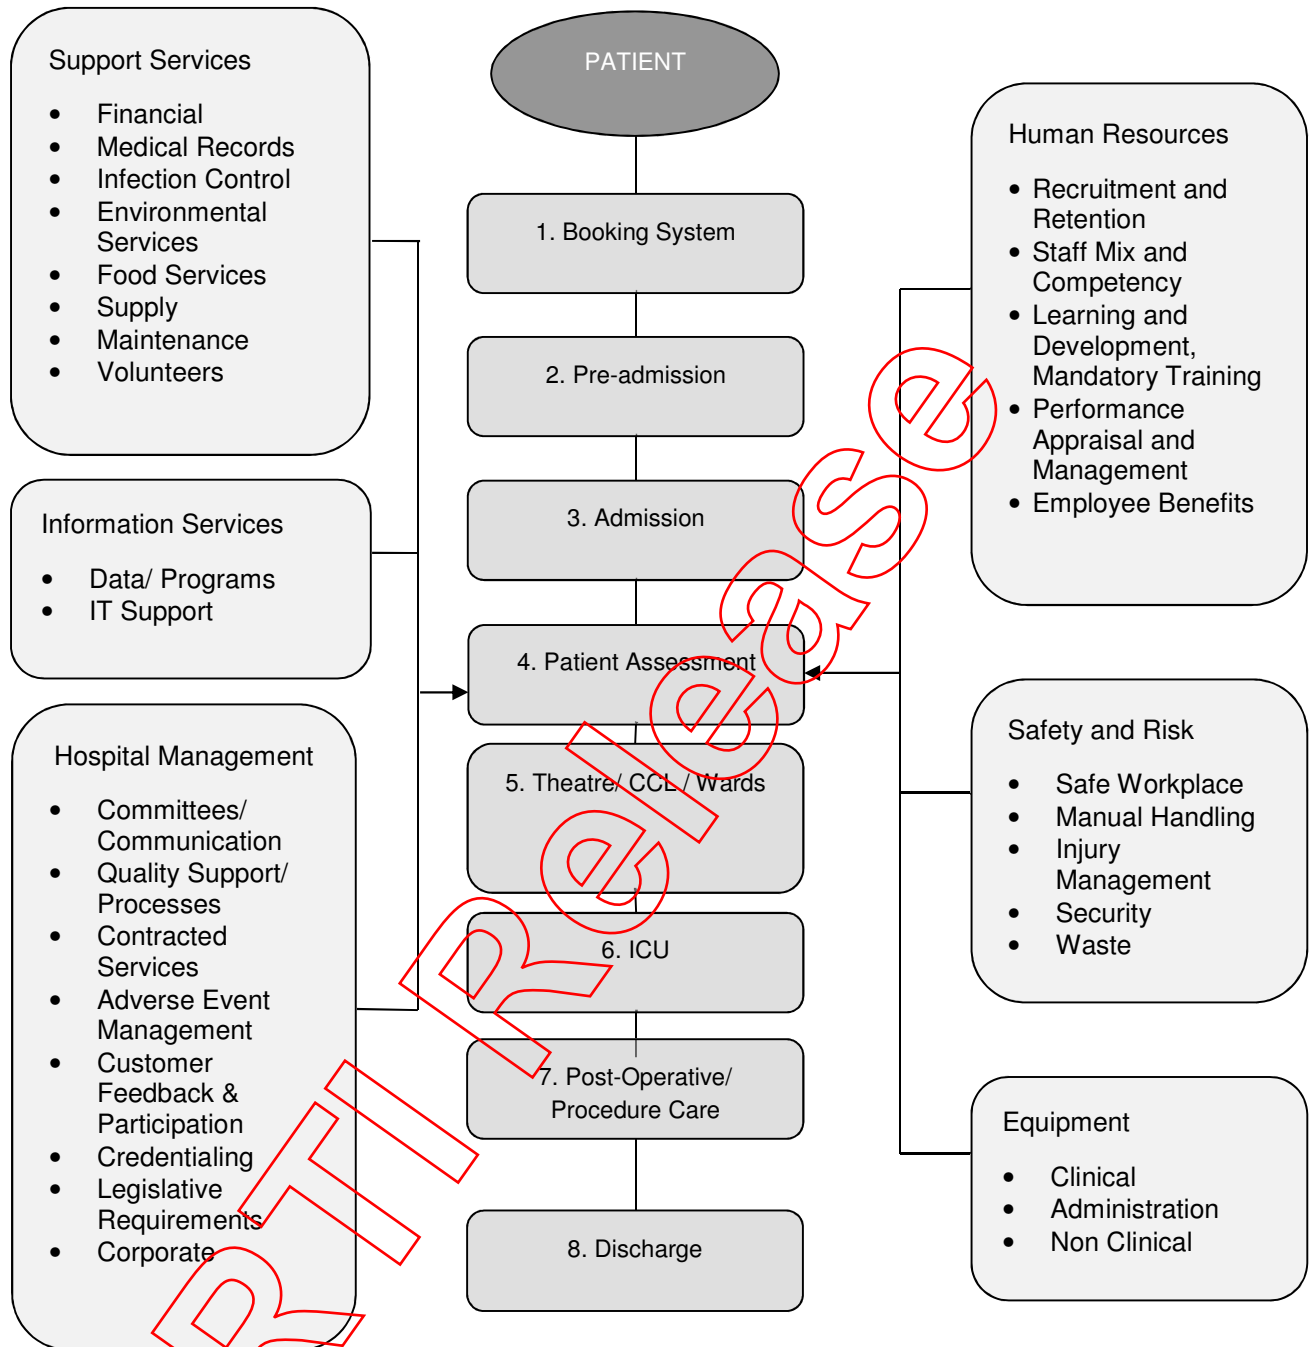 Support Services
• Financial
• Medical Records
• Infection Control
• Environmental
Services
• Food Services
• Supply
• Maintenance
• Volunteers
Information Services
• Data/ Programs
• IT Support
Hospital Management
• Committees/
Communication
• Quality Support/
Processes
• Contracted
Services
• Adverse Event
Management
• Customer
Feedback &
Participation
• Credentialing
• Legislative
Requirements
• Corporate
PATIENT
1. Booking System
2. Pre-admission
3. Admission
4. Patient Assessment
5. Theatre/ CCL / Wards
6. ICU
7. Post-Operative/
Procedure Care
8. Discharge
Human Resources
• Recruitment and
Retention
• Staff Mix and
Competency
• Learning and
Development,
Mandatory Training
• Performance
Appraisal and
Management
• Employee Benefits
Safety and Risk
• Safe Workplace
• Manual Handling
• Injury
Management
• Security
• Waste
Equipment
• Clinical
• Administration
• Non Clinical
RTI Release